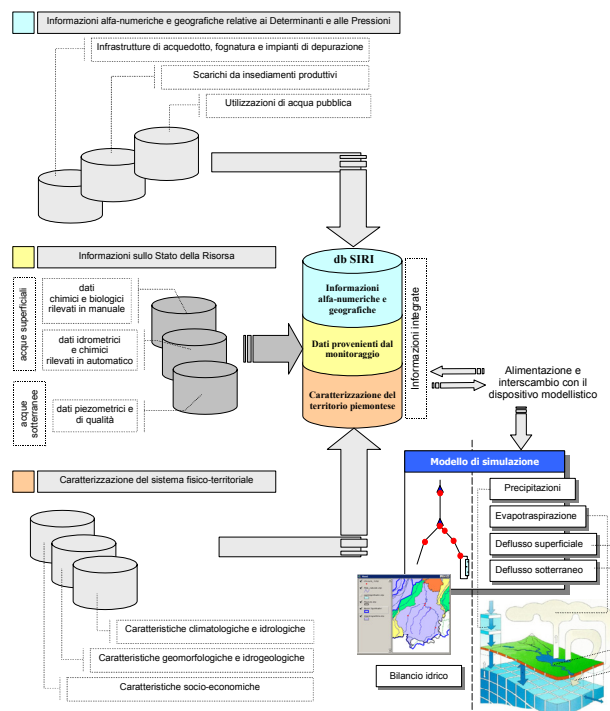 Informazioni alfa-numeriche e geografiche relative ai Determinanti e alle Pressioni
Infrastrutture di acquedotto, fognatura e impianti di depurazione
Scarichi da insediamenti produttivi
Utilizzazioni di acqua pubblica
Informazioni sullo Stato della Risorsa
acque superficiali
dati
chimici e biologici
rilevati in manuale
dati idrometrici
e chimici
rilevati in automatico
acque
sotterranee
dati piezometrici e
di qualità
db SIRI
Informazioni
alfa-numeriche e
geografiche
Dati provenienti dal
monitoraggio
Caratterizzazione del
territorio piemontese
Informazioni integrate
Alimentazione e
interscambio con il
dispositivo modellistico
Caratterizzazione del sistema fisico-territoriale
Caratteristiche climatologiche e idrologiche
Caratteristiche geomorfologiche e idrogeologiche
Caratteristiche socio-economiche
Modello di simulazione
Precipitazioni
Evapotraspirazione
Deflusso superficiale
Deflusso sotterraneo
Bilancio idrico